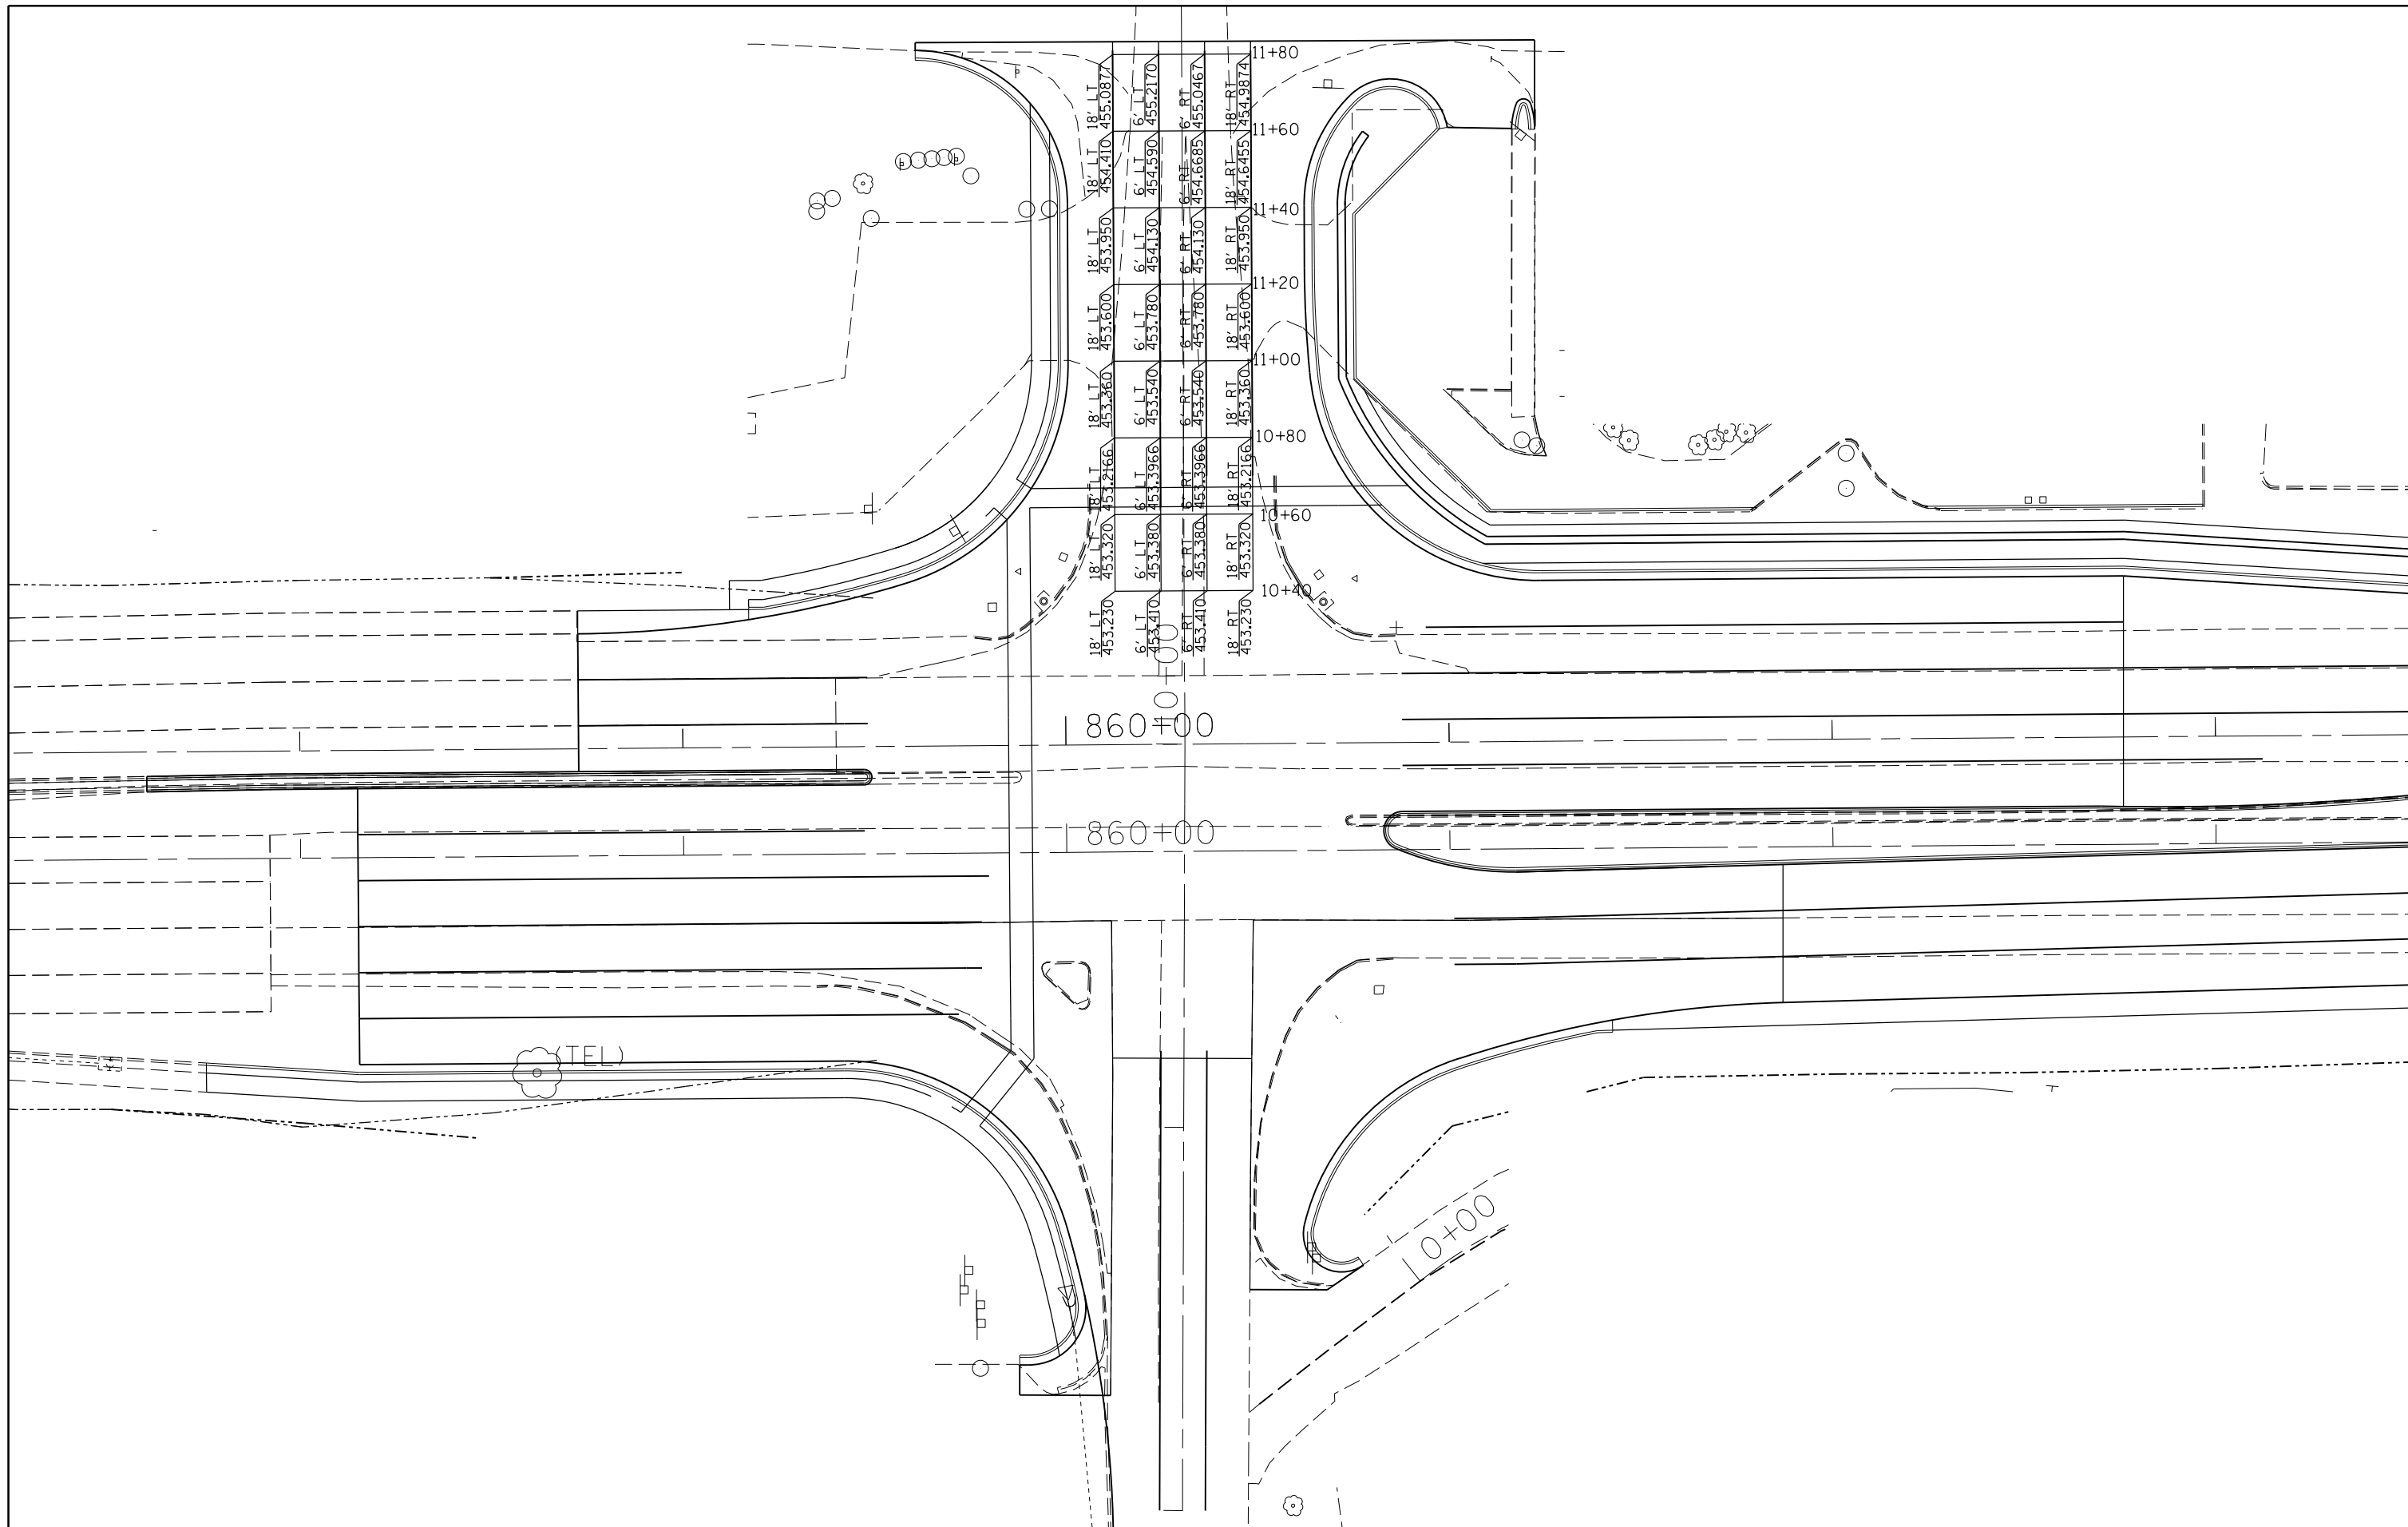 11+80
18' LT
455.0877
6' LT
455.2170
6' RT
455.0467
18' RT
454.9874
11+60
18' LT
454.410
6' LT
454.590
6' RT
454.6685
18' RT
454.6455
11+40
18' LT
453.950
6' LT
454.130
6' RT
454.130
18' RT
453.950
11+20
18' LT
453.600
6' LT
453.780
6' RT
453.780
18' RT
453.600
11+00
18' LT
453.360
6' LT
453.540
6' RT
453.540
18' RT
453.360
10+80
18' LT
453.2166
6' LT
453.3966
6' RT
453.3966
18' RT
453.2166
10+60
18' LT
453.320
6' LT
453.380
6' RT
453.380
18' RT
453.320
10+40
18' LT
453.230
6' LT
453.410
6' RT
453.410
18' RT
453.230
10+00
860+00
860+00
(TEL)
10+00